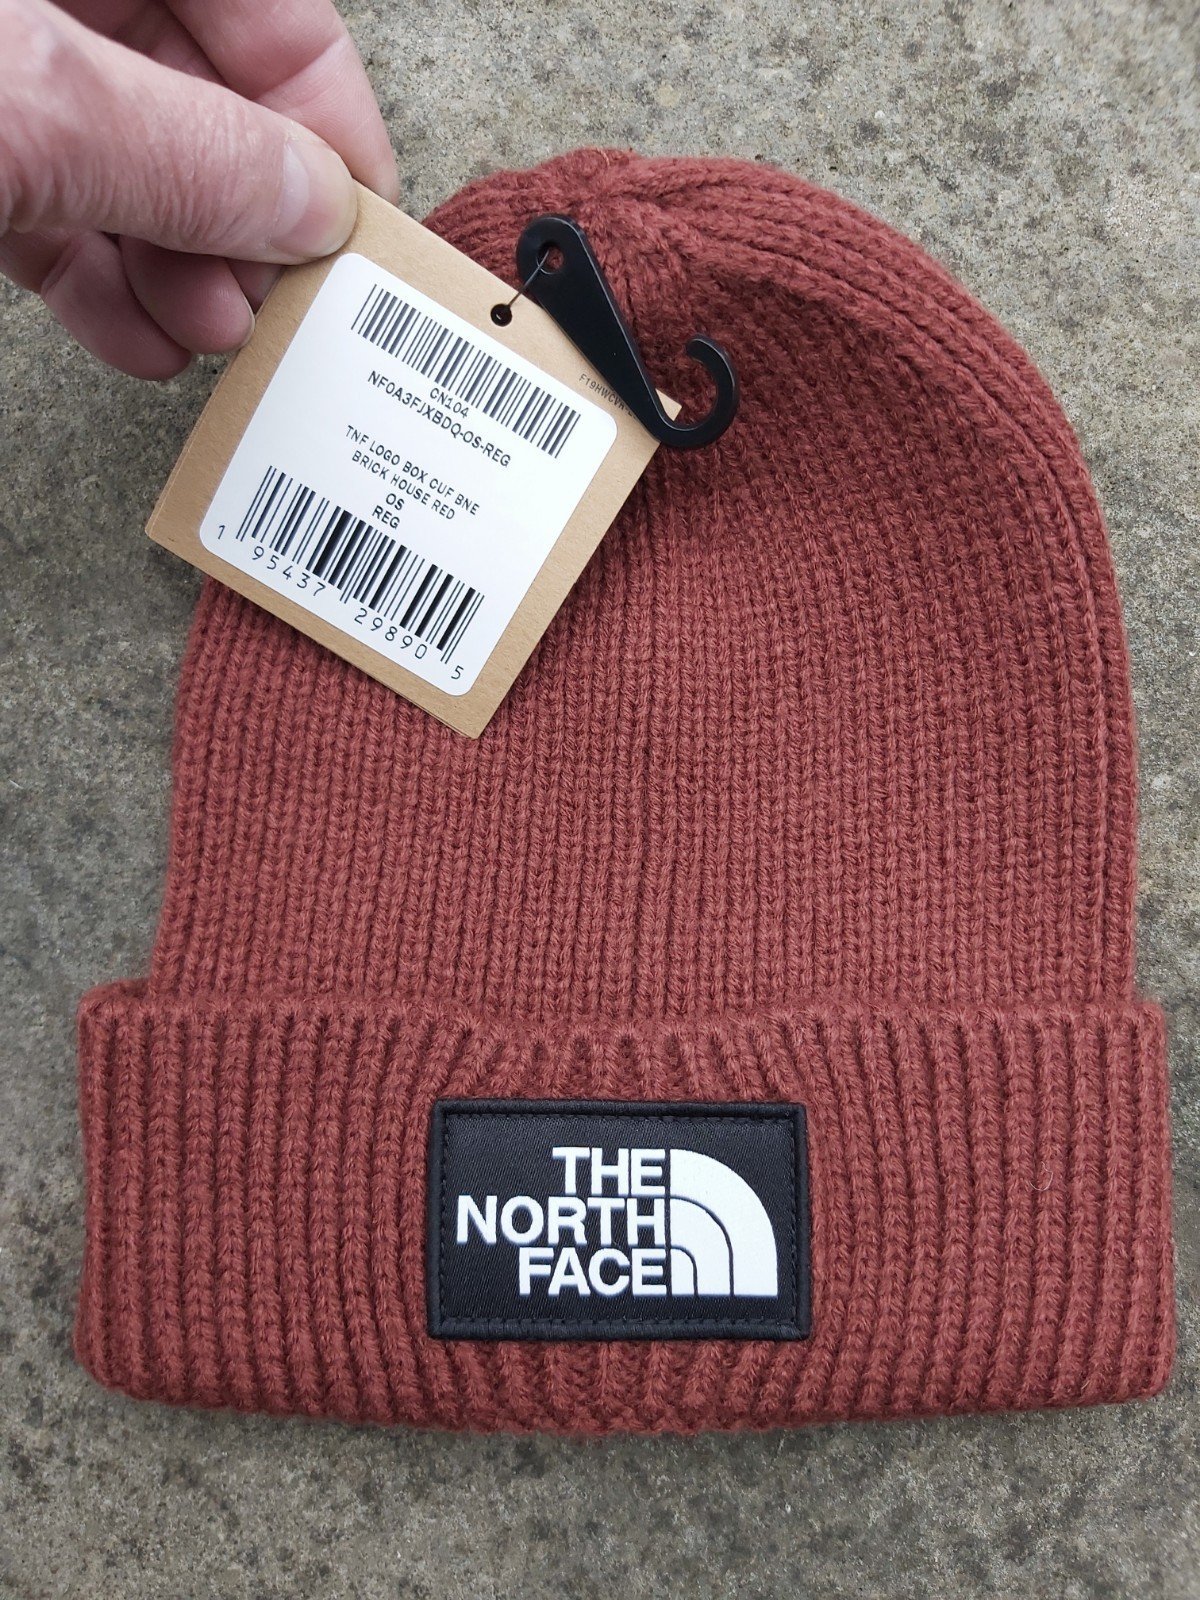 CN104
NF0A3FJXBDQ-OS-REG
TNF LOGO BOX CUF BNE
BRICK HOUSE RED
OS
REG
1 95437 29890 5
THE
NORTH
FACE